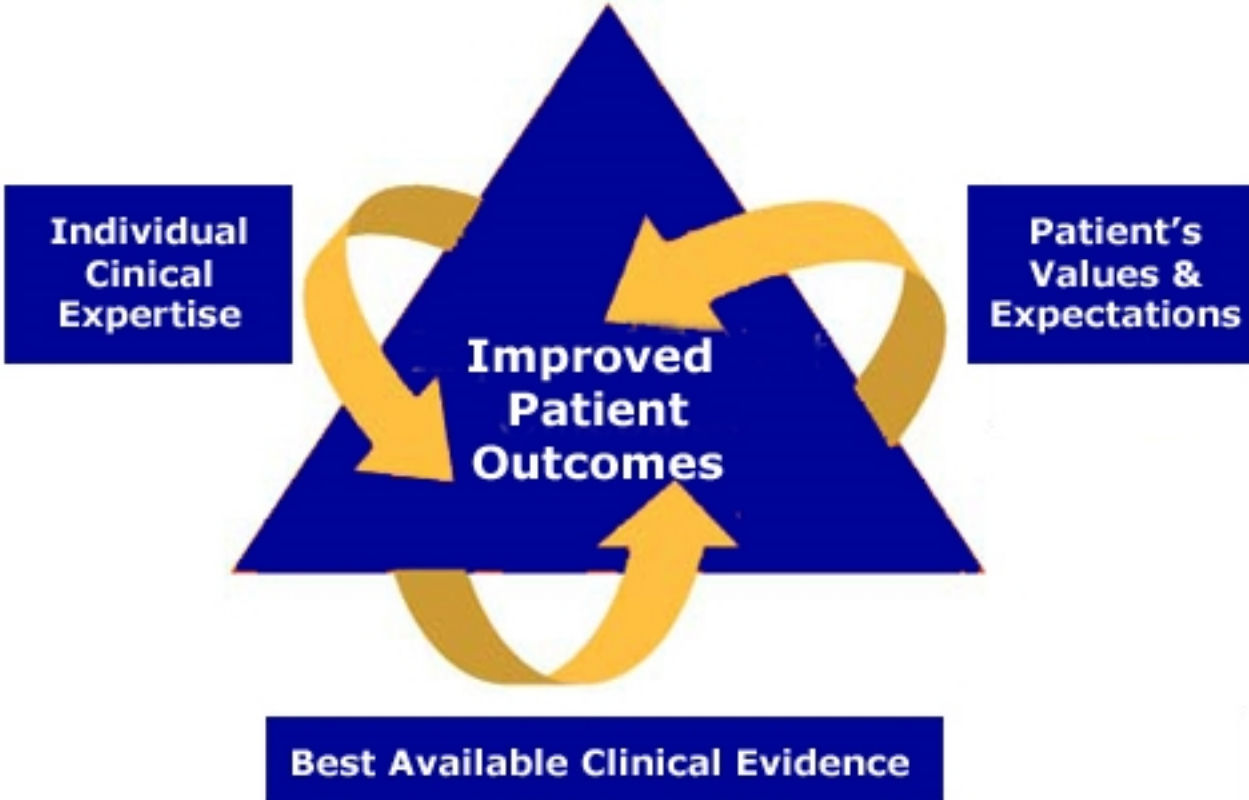 Individual
Cinical
Expertise
Patient’s
Values &
Expectations
Improved
Patient
Outcomes
Best Available Clinical Evidence